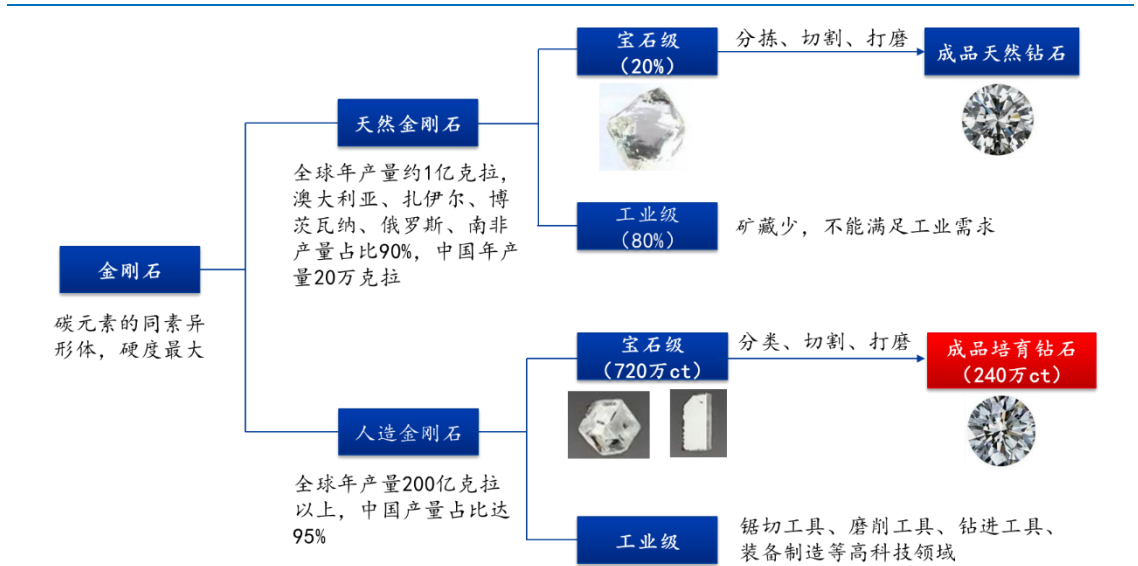 宝石级
（20%）
分拣、切割、打磨
成品天然钻石
天然金刚石
全球年产量约1亿克拉，
澳大利亚、扎伊尔、博
茨瓦纳、俄罗斯、南非
产量占比90%，中国年产
量20万克拉
工业级
（80%）
矿藏少，不能满足工业需求
金刚石
碳元素的同素异
形体，硬度最大
宝石级
（720万ct）
分类、切割、打磨
成品培育钻石
（240万ct）
人造金刚石
全球年产量200亿克拉
以上，中国产量占比达
95%
工业级
锯切工具、磨削工具、钻进工具、
装备制造等高科技领域